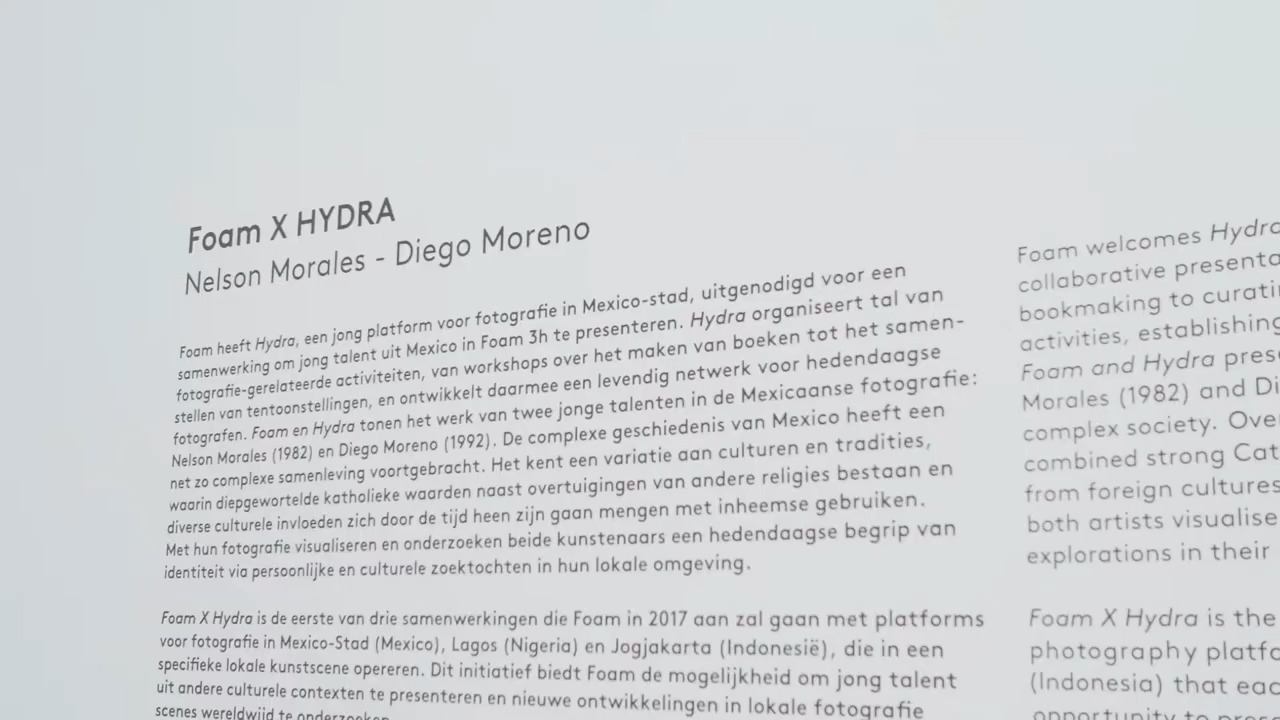 Foam X HYDRA
Nelson Morales - Diego Moreno
Foam heeft Hydra, een jong platform voor fotografie in Mexico-stad, uitgenodigd voor een
samenwerking om jong talent uit Mexico in Foam 3h te presenteren. Hydra organiseert tal van
fotografie-gerelateerde activiteiten, van workshops over het maken van boeken tot het samen-
stellen van tentoonstellingen, en ontwikkelt daarmee een levendig netwerk voor hedendaagse
fotografen. Foam en Hydra tonen het werk van twee jonge talenten in de Mexicaanse fotografie:
Nelson Morales (1982) en Diego Moreno (1992). De complexe geschiedenis van Mexico heeft een
net zo complexe samenleving voortgebracht. Het kent een variatie aan culturen en tradities,
waarin diepgewortelde katholieke waarden naast overtuigingen van andere religies bestaan en
diverse culturele invloeden zich door de tijd heen zijn gaan mengen met inheemse gebruiken.
Met hun fotografie visualiseren en onderzoeken beide kunstenaars een hedendaagse begrip van
identiteit via persoonlijke en culturele zoektochten in hun lokale omgeving.
Foam X Hydra is de eerste van drie samenwerkingen die Foam in 2017 aan zal gaan met platforms
voor fotografie in Mexico-Stad (Mexico), Lagos (Nigeria) en Jogjakarta (Indonesië), die in een
specifieke lokale kunstscene opereren. Dit initiatief biedt Foam de mogelijkheid om jong talent
uit andere culturele contexten te presenteren en nieuwe ontwikkelingen in lokale fotografie
scenes wereldwijd te onderzoeken.
Foam welcomes Hydra
collaborative presenta
bookmaking to curatin
activities, establishing
Foam and Hydra pres
Morales (1982) and Di
complex society. Ove
combined strong Cat
from foreign cultures
both artists visualise
explorations in their
Foam X Hydra is the
photography platfo
(Indonesia) that eac
opportunity to pres